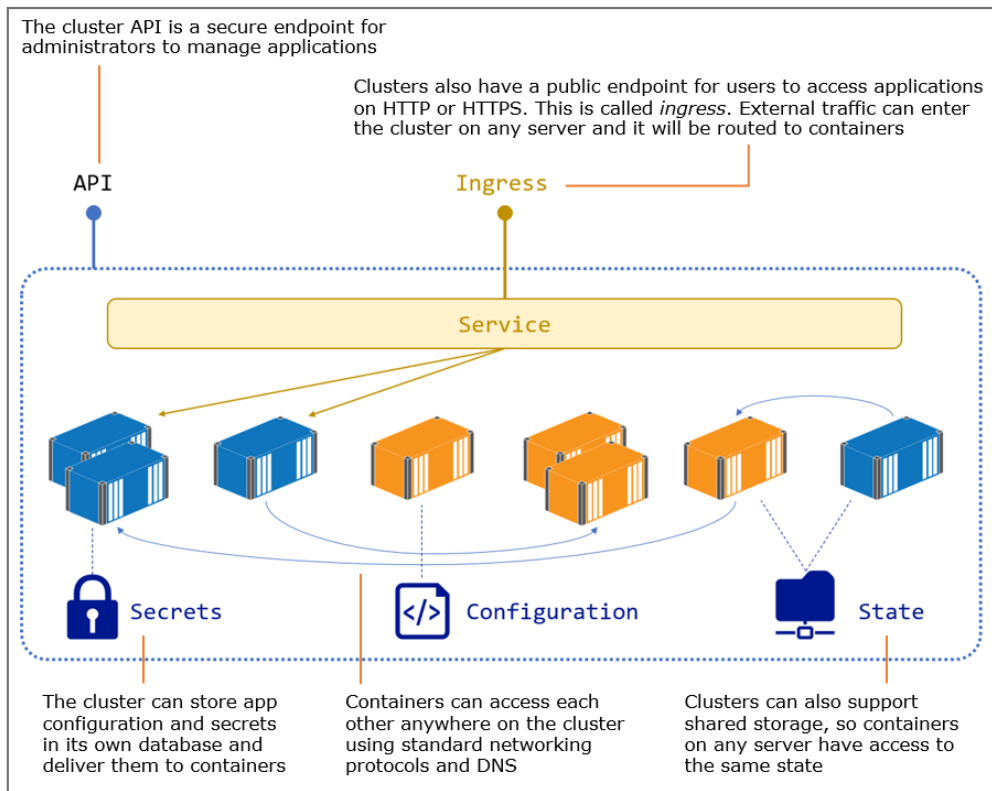 The cluster API is a secure endpoint for
administrators to manage applications
Clusters also have a public endpoint for users to access applications
on HTTP or HTTPS. This is called ingress. External traffic can enter
the cluster on any server and it will be routed to containers
API
Ingress
Service
Secrets
Configuration
State
The cluster can store app
configuration and secrets
in its own database and
deliver them to containers
Containers can access each
other anywhere on the cluster
using standard networking
protocols and DNS
Clusters can also support
shared storage, so containers
on any server have access to
the same state